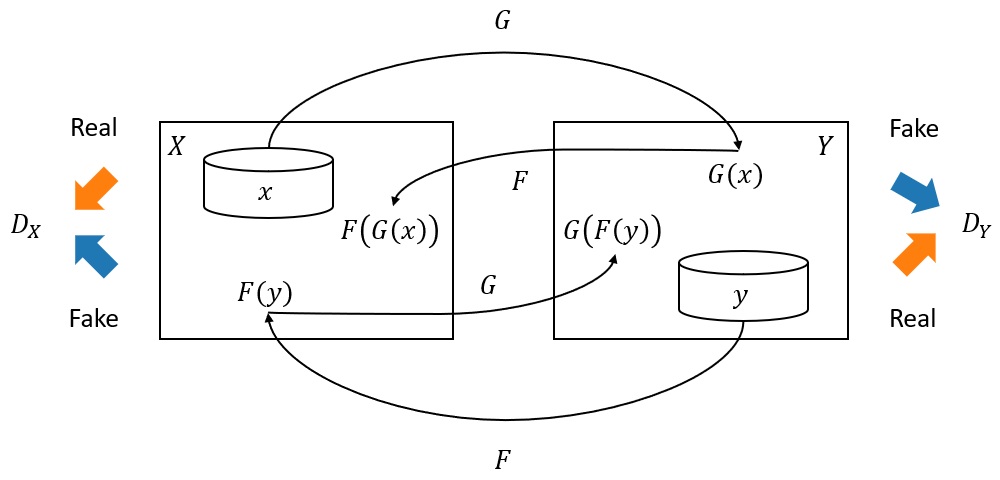 G
Real
X
Y
Fake
x
F
G(x)
D_X
F(G(x))
G(F(y))
D_Y
F(y)
G
y
Fake
Real
F